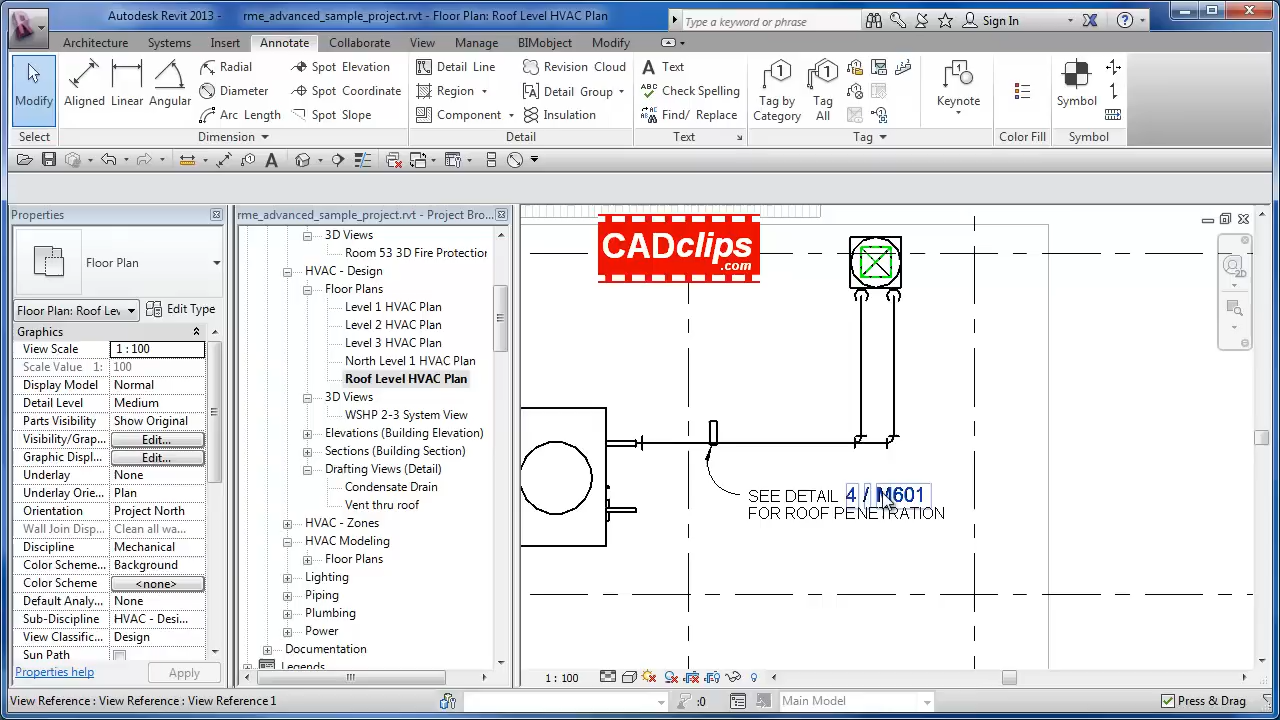 Autodesk Revit 2013 - rme_advanced_sample_project.rvt - Floor Plan: Roof Level HVAC Plan
Type a keyword or phrase
Sign In
Architecture Systems Insert Annotate Collaborate View Manage BIMobject Modify
Modify
Select
Aligned Linear Angular
Radial
Diameter
Arc Length
Spot Elevation
Spot Coordinate
Spot Slope
Dimension
Detail Line
Region
Component
Revision Cloud
Detail Group
Insulation
Detail
Text
Check Spelling
Find/ Replace
Text
Tag by Category
Tag All
Tag
Keynote
Color Fill
Symbol
Symbol
Properties
Floor Plan
Floor Plan: Roof Lev
Edit Type
Graphics
View Scale 1 : 100
Scale Value 1: 100
Display Model Normal
Detail Level Medium
Parts Visibility Show Original
Visibility/Grap... Edit...
Graphic Displ... Edit...
Underlay None
Underlay Orie... Plan
Orientation Project North
Wall Join Displ... Clean all wa...
Discipline Mechanical
Color Scheme... Background
Color Scheme <none>
Default Analy... None
Sub-Discipline HVAC - Desi...
View Classific... Design
Sun Path
Properties help
Apply
rme_advanced_sample_project.rvt - Project Bro...
3D Views
Room 53 3D Fire Protection
HVAC - Design
Floor Plans
Level 1 HVAC Plan
Level 2 HVAC Plan
Level 3 HVAC Plan
North Level 1 HVAC Plan
Roof Level HVAC Plan
3D Views
WSHP 2-3 System View
Elevations (Building Elevation)
Sections (Building Section)
Drafting Views (Detail)
Condensate Drain
Vent thru roof
HVAC - Zones
HVAC Modeling
Floor Plans
Lighting
Piping
Plumbing
Power
Documentation
Legends
CADclips
.com
SEE DETAIL 4 / M601
FOR ROOF PENETRATION
2D
1 : 100
View Reference : View Reference : View Reference 1
:0
Main Model
Press & Drag